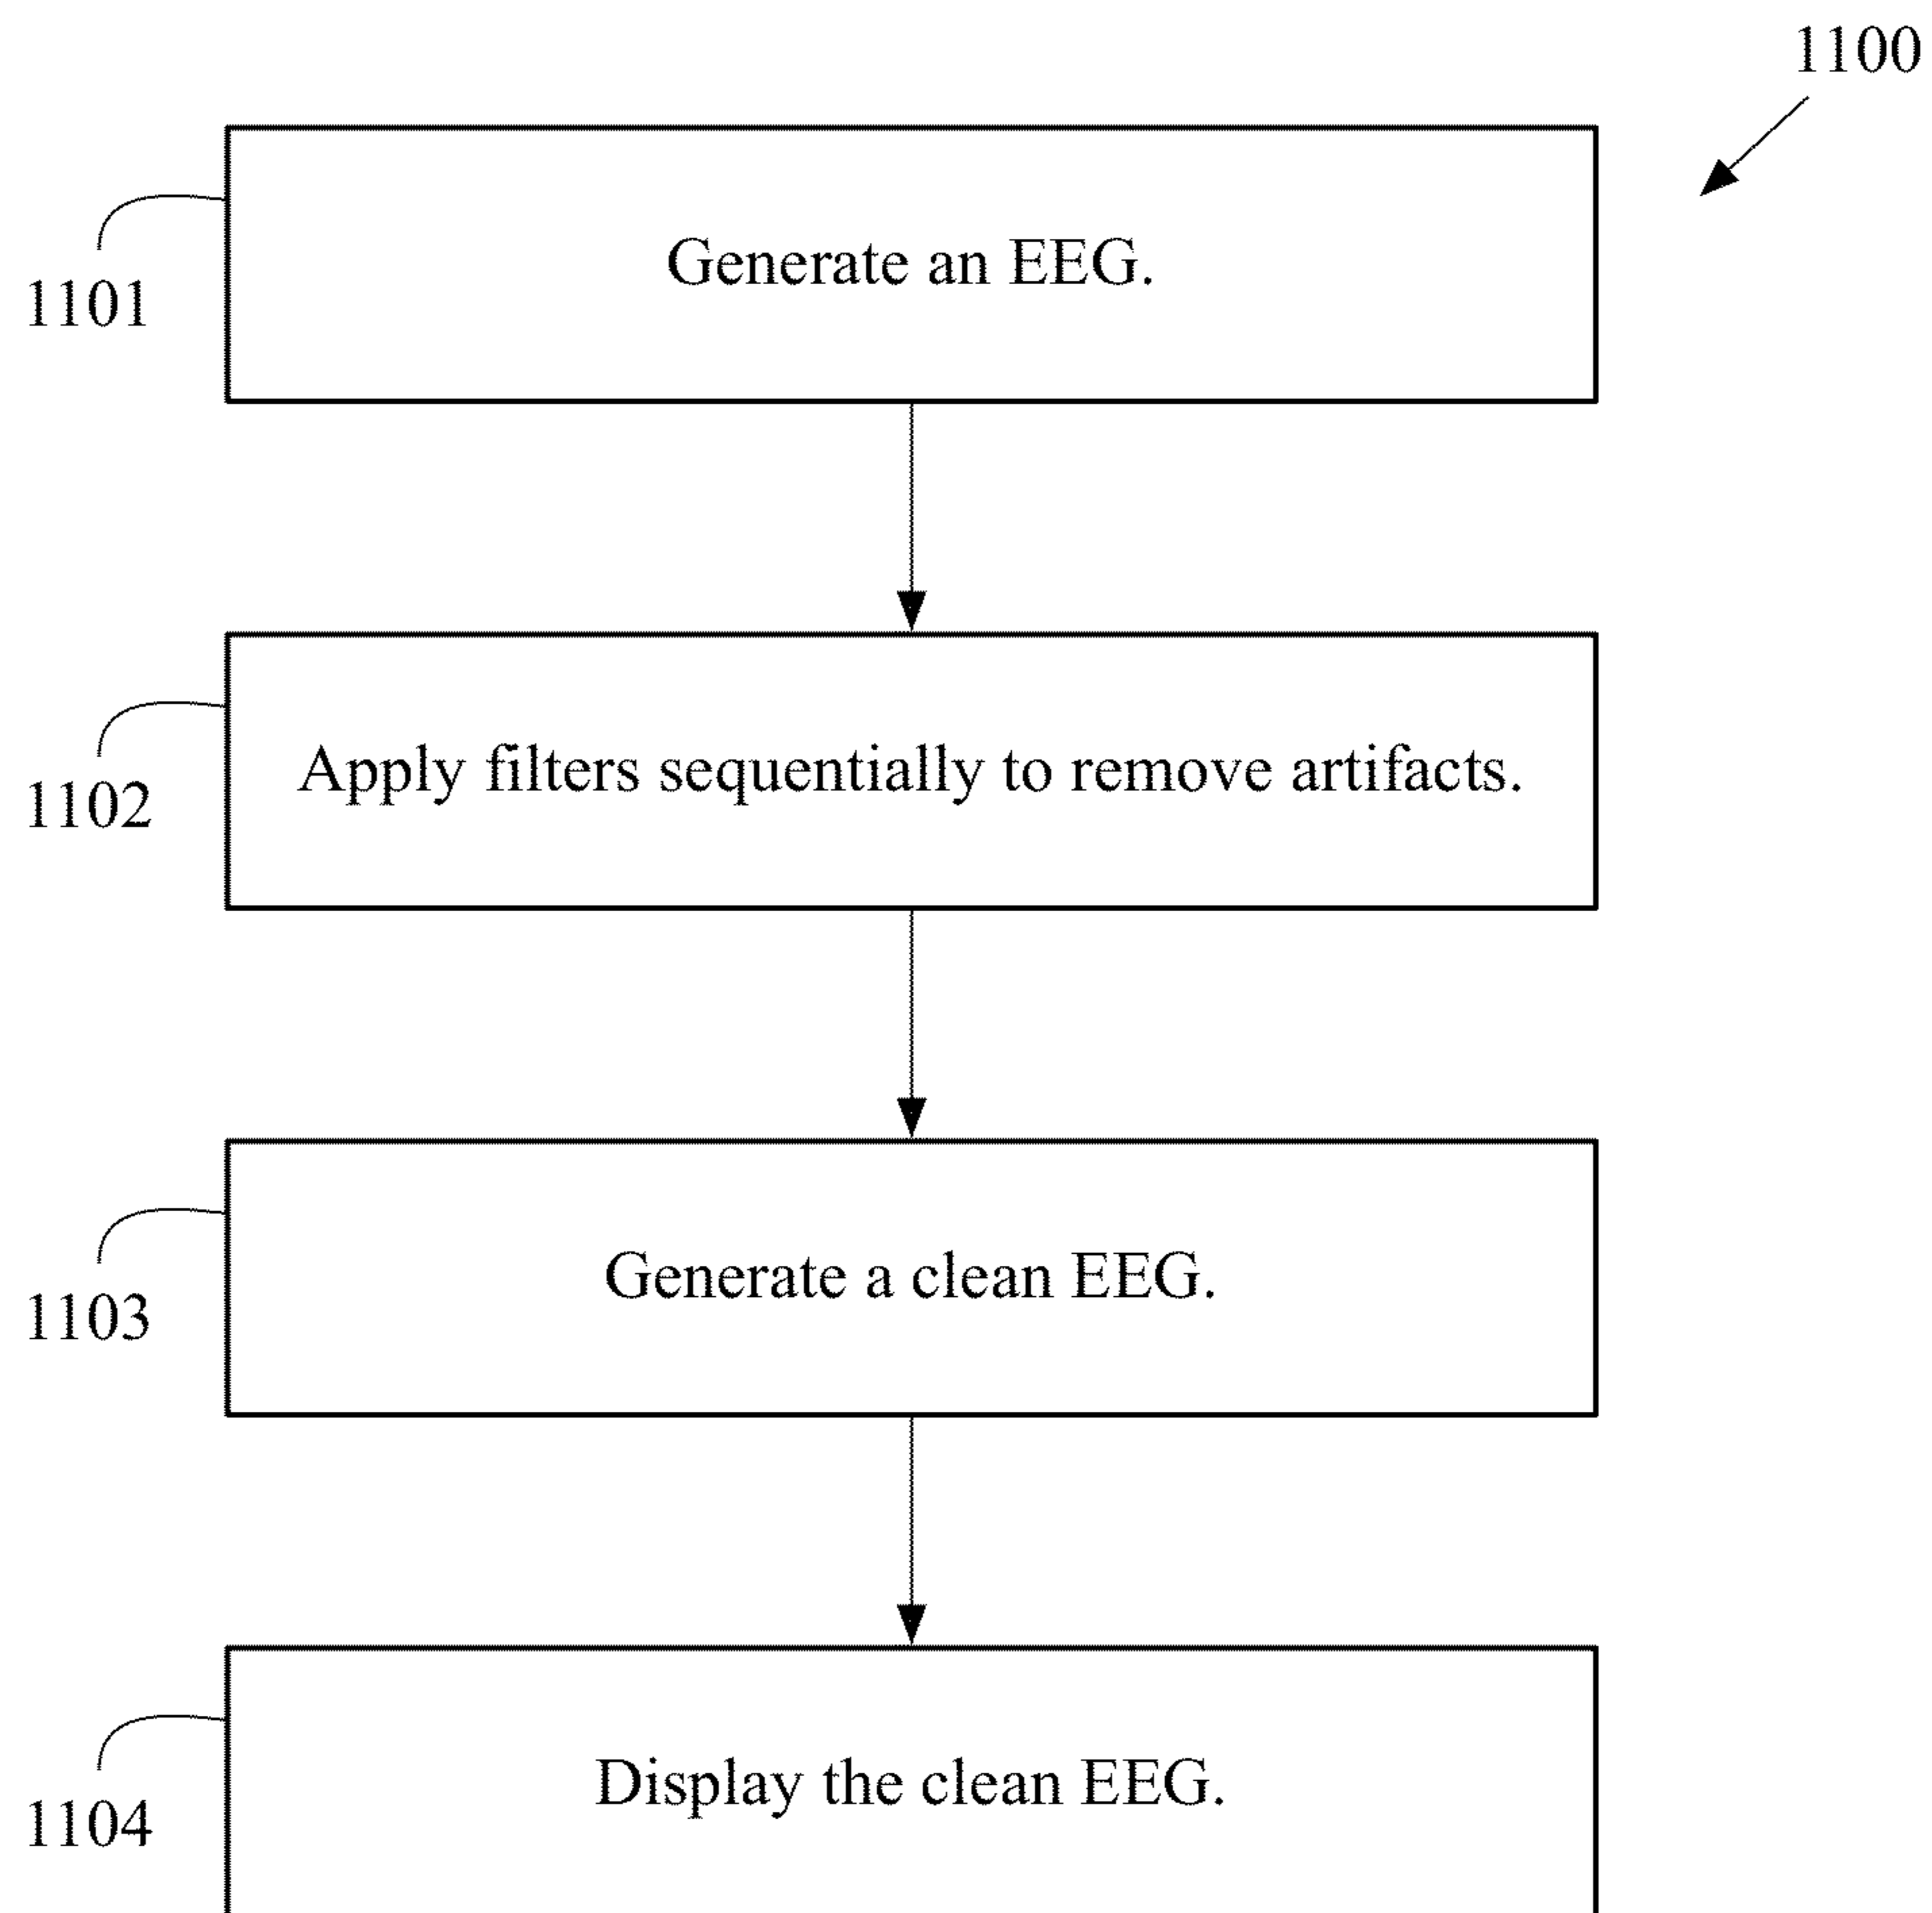 1100
Generate an EEG.
1101
Apply filters sequentially to remove artifacts.
1102
Generate a clean EEG.
1103
Display the clean EEG.
1104